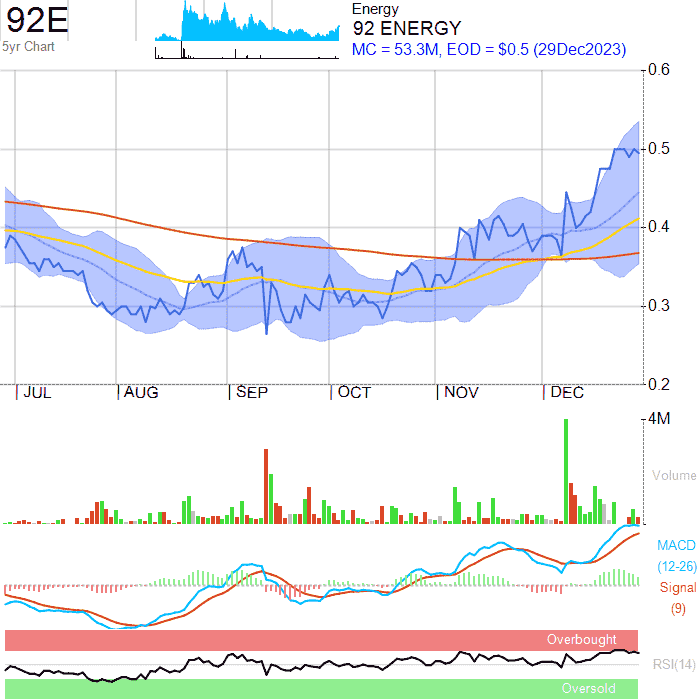 92E
5yr Chart
Energy
92 ENERGY
MC = 53.3M, EOD = $0.5 (29Dec2023)
0.6
0.5
0.4
0.3
0.2
JUL AUG SEP OCT NOV DEC
4M
Volume
MACD
(12-26)
Signal
(9)
Overbought
RSI(14)
Oversold